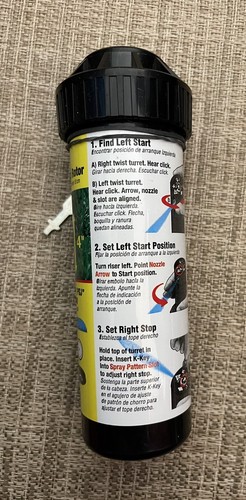 1. Find Left Start
Encontrar posición de arranque izquierda
A) Right twist turret. Hear click.
Girar hacia derecha. Escuchar click.
B) Left twist turret.
Hear click. Arrow, nozzle
& slot are aligned.
Gire hacia izquierda.
Escuchar click. Flecha,
boquilla y ranura
quedan alineadas.
2. Set Left Start Position
Fijar la posición de arranque a la izquierda
Turn riser left. Point Nozzle
Arrow to Start position.
Girar émbolo hacia la
izquierda. Apunte la
flecha de indicación
a la posición de
arranque.
3. Set Right Stop
Establezca el tope derecho
Hold top of turret in
place. Insert K-Key
into Spray Pattern
to adjust right stop.
Sostenga la parte superior
de la cabeza. Inserte K-Key
en el agujero de ajuste
de patrón de chorro para
ajustar el tope derecho.
4"